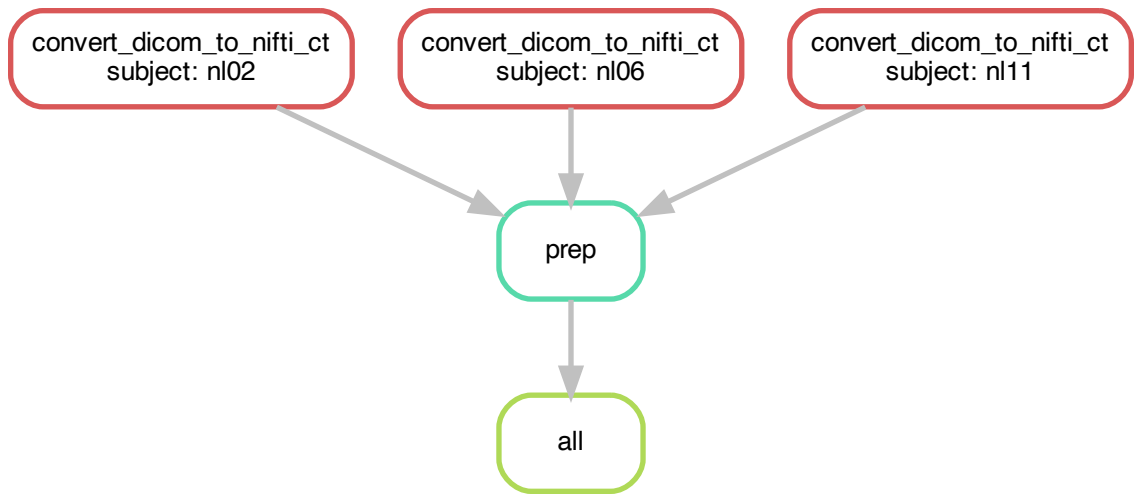 convert_dicom_to_nifti_ct
subject: nl02
convert_dicom_to_nifti_ct
subject: nl06
convert_dicom_to_nifti_ct
subject: nl11
prep
all